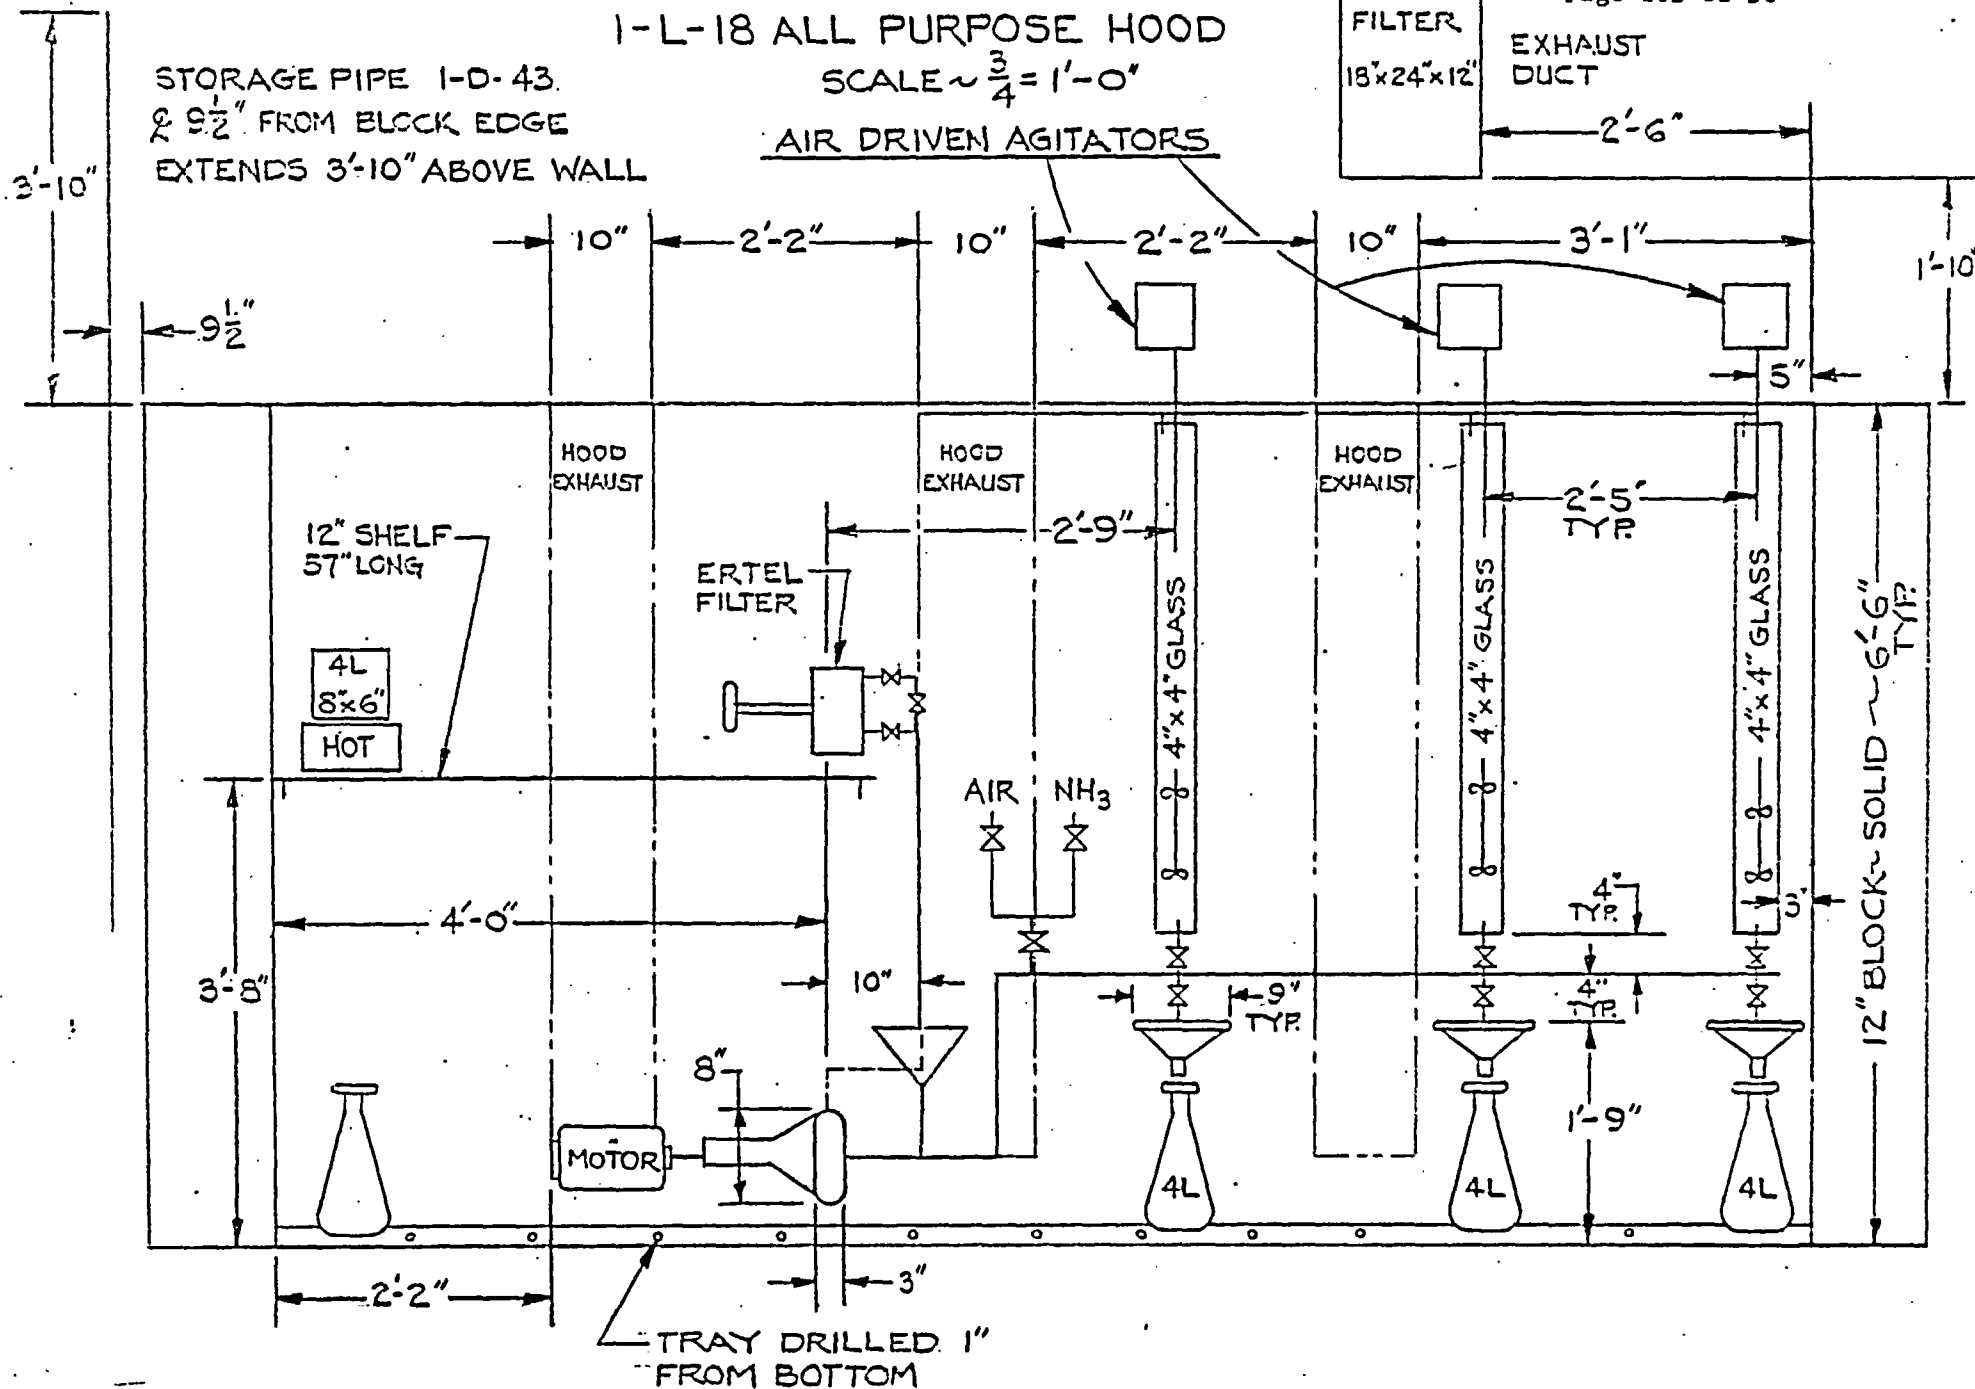 1-L-18 ALL PURPOSE HOOD
SCALE ~ 3/4 = 1'-0"
STORAGE PIPE 1-D-43.
℄ 9 1/2" FROM BLOCK EDGE
EXTENDS 3'-10" ABOVE WALL
AIR DRIVEN AGITATORS
FILTER
18"x24"x12"
EXHAUST
DUCT
2'-6"
3'-10"
10"
2'-2"
10"
2'-2"
10"
3'-1"
1'-10"
9 1/2"
5"
HOOD
EXHAUST
HOOD
EXHAUST
HOOD
EXHAUST
2'-5"
TYP.
2'-9"
12" SHELF
57" LONG
ERTEL
FILTER
4"x4" GLASS
4"x4" GLASS
4"x4" GLASS
12" BLOCK~SOLID ~ 6'-6"
TYP.
4L
8"x6"
HOT
AIR
NH3
4"
TYP.
4'-0"
3'-8"
10"
9"
TYP.
4"
TYP.
8"
1'-9"
MOTOR
4L
4L
4L
2'-2"
3"
TRAY DRILLED 1"
FROM BOTTOM